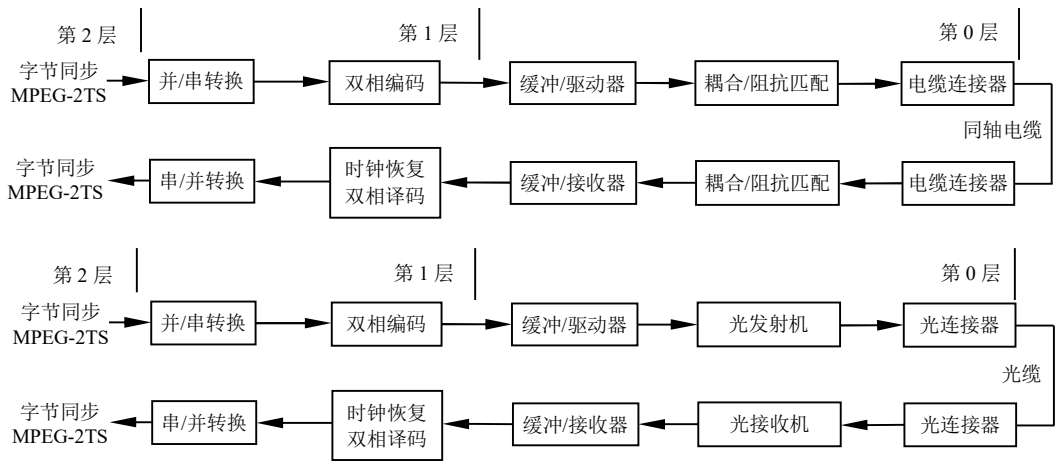 第 2 层
第 1 层
第 0 层
字节同步
MPEG-2TS
并/串转换
双相编码
缓冲/驱动器
耦合/阻抗匹配
电缆连接器
同轴电缆
字节同步
MPEG-2TS
串/并转换
时钟恢复
双相译码
缓冲/接收器
耦合/阻抗匹配
电缆连接器
第 2 层
第 1 层
第 0 层
字节同步
MPEG-2TS
并/串转换
双相编码
缓冲/驱动器
光发射机
光连接器
光缆
字节同步
MPEG-2TS
串/并转换
时钟恢复
双相译码
缓冲/接收器
光接收机
光连接器